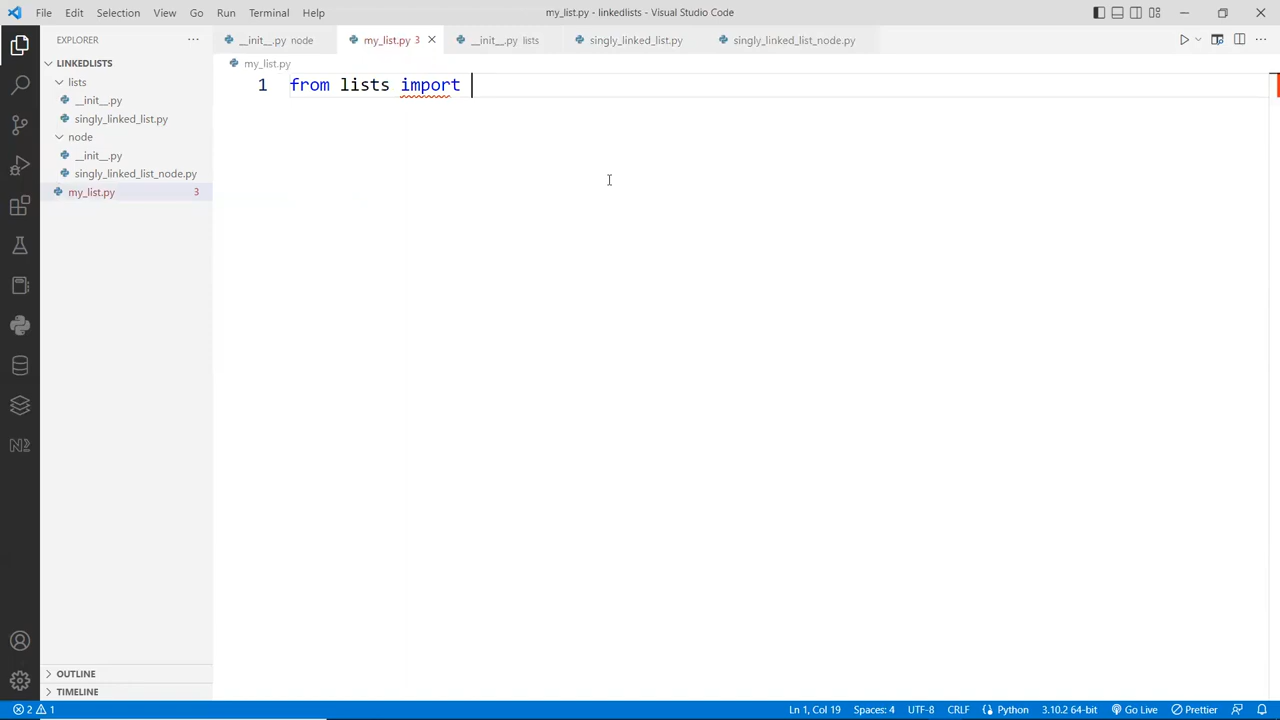 File Edit Selection View Go Run Terminal Help
my_list.py - linkedlists - Visual Studio Code
EXPLORER
LINKEDLISTS
lists
__init__.py
singly_linked_list.py
node
__init__.py
singly_linked_list_node.py
my_list.py 3
OUTLINE
TIMELINE
__init__.py node
my_list.py 3
__init__.py lists
singly_linked_list.py
singly_linked_list_node.py
my_list.py
1 from lists import
2 1
Ln 1, Col 19 Spaces: 4 UTF-8 CRLF Python 3.10.2 64-bit Go Live Prettier